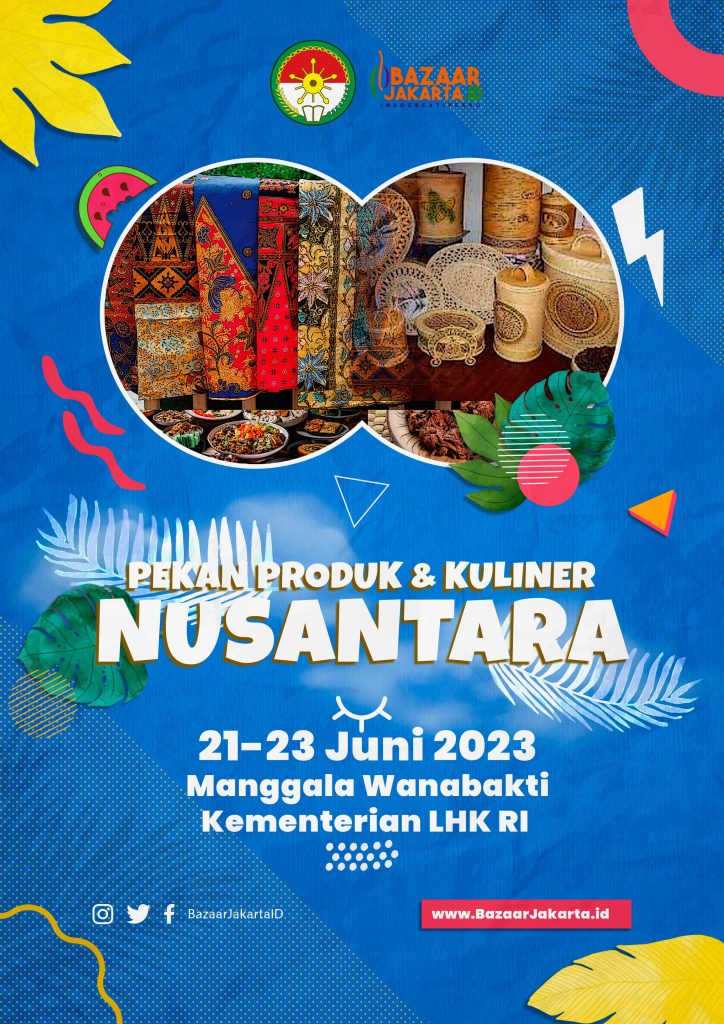 BAZAAR
JAKARTA ID
INDOCREATIVEXPO
PEKAN PRODUK & KULINER
NUSANTARA
21-23 Juni 2023
Manggala Wanabakti
Kementerian LHK RI
BazaarJakartaID
www.BazaarJakarta.id